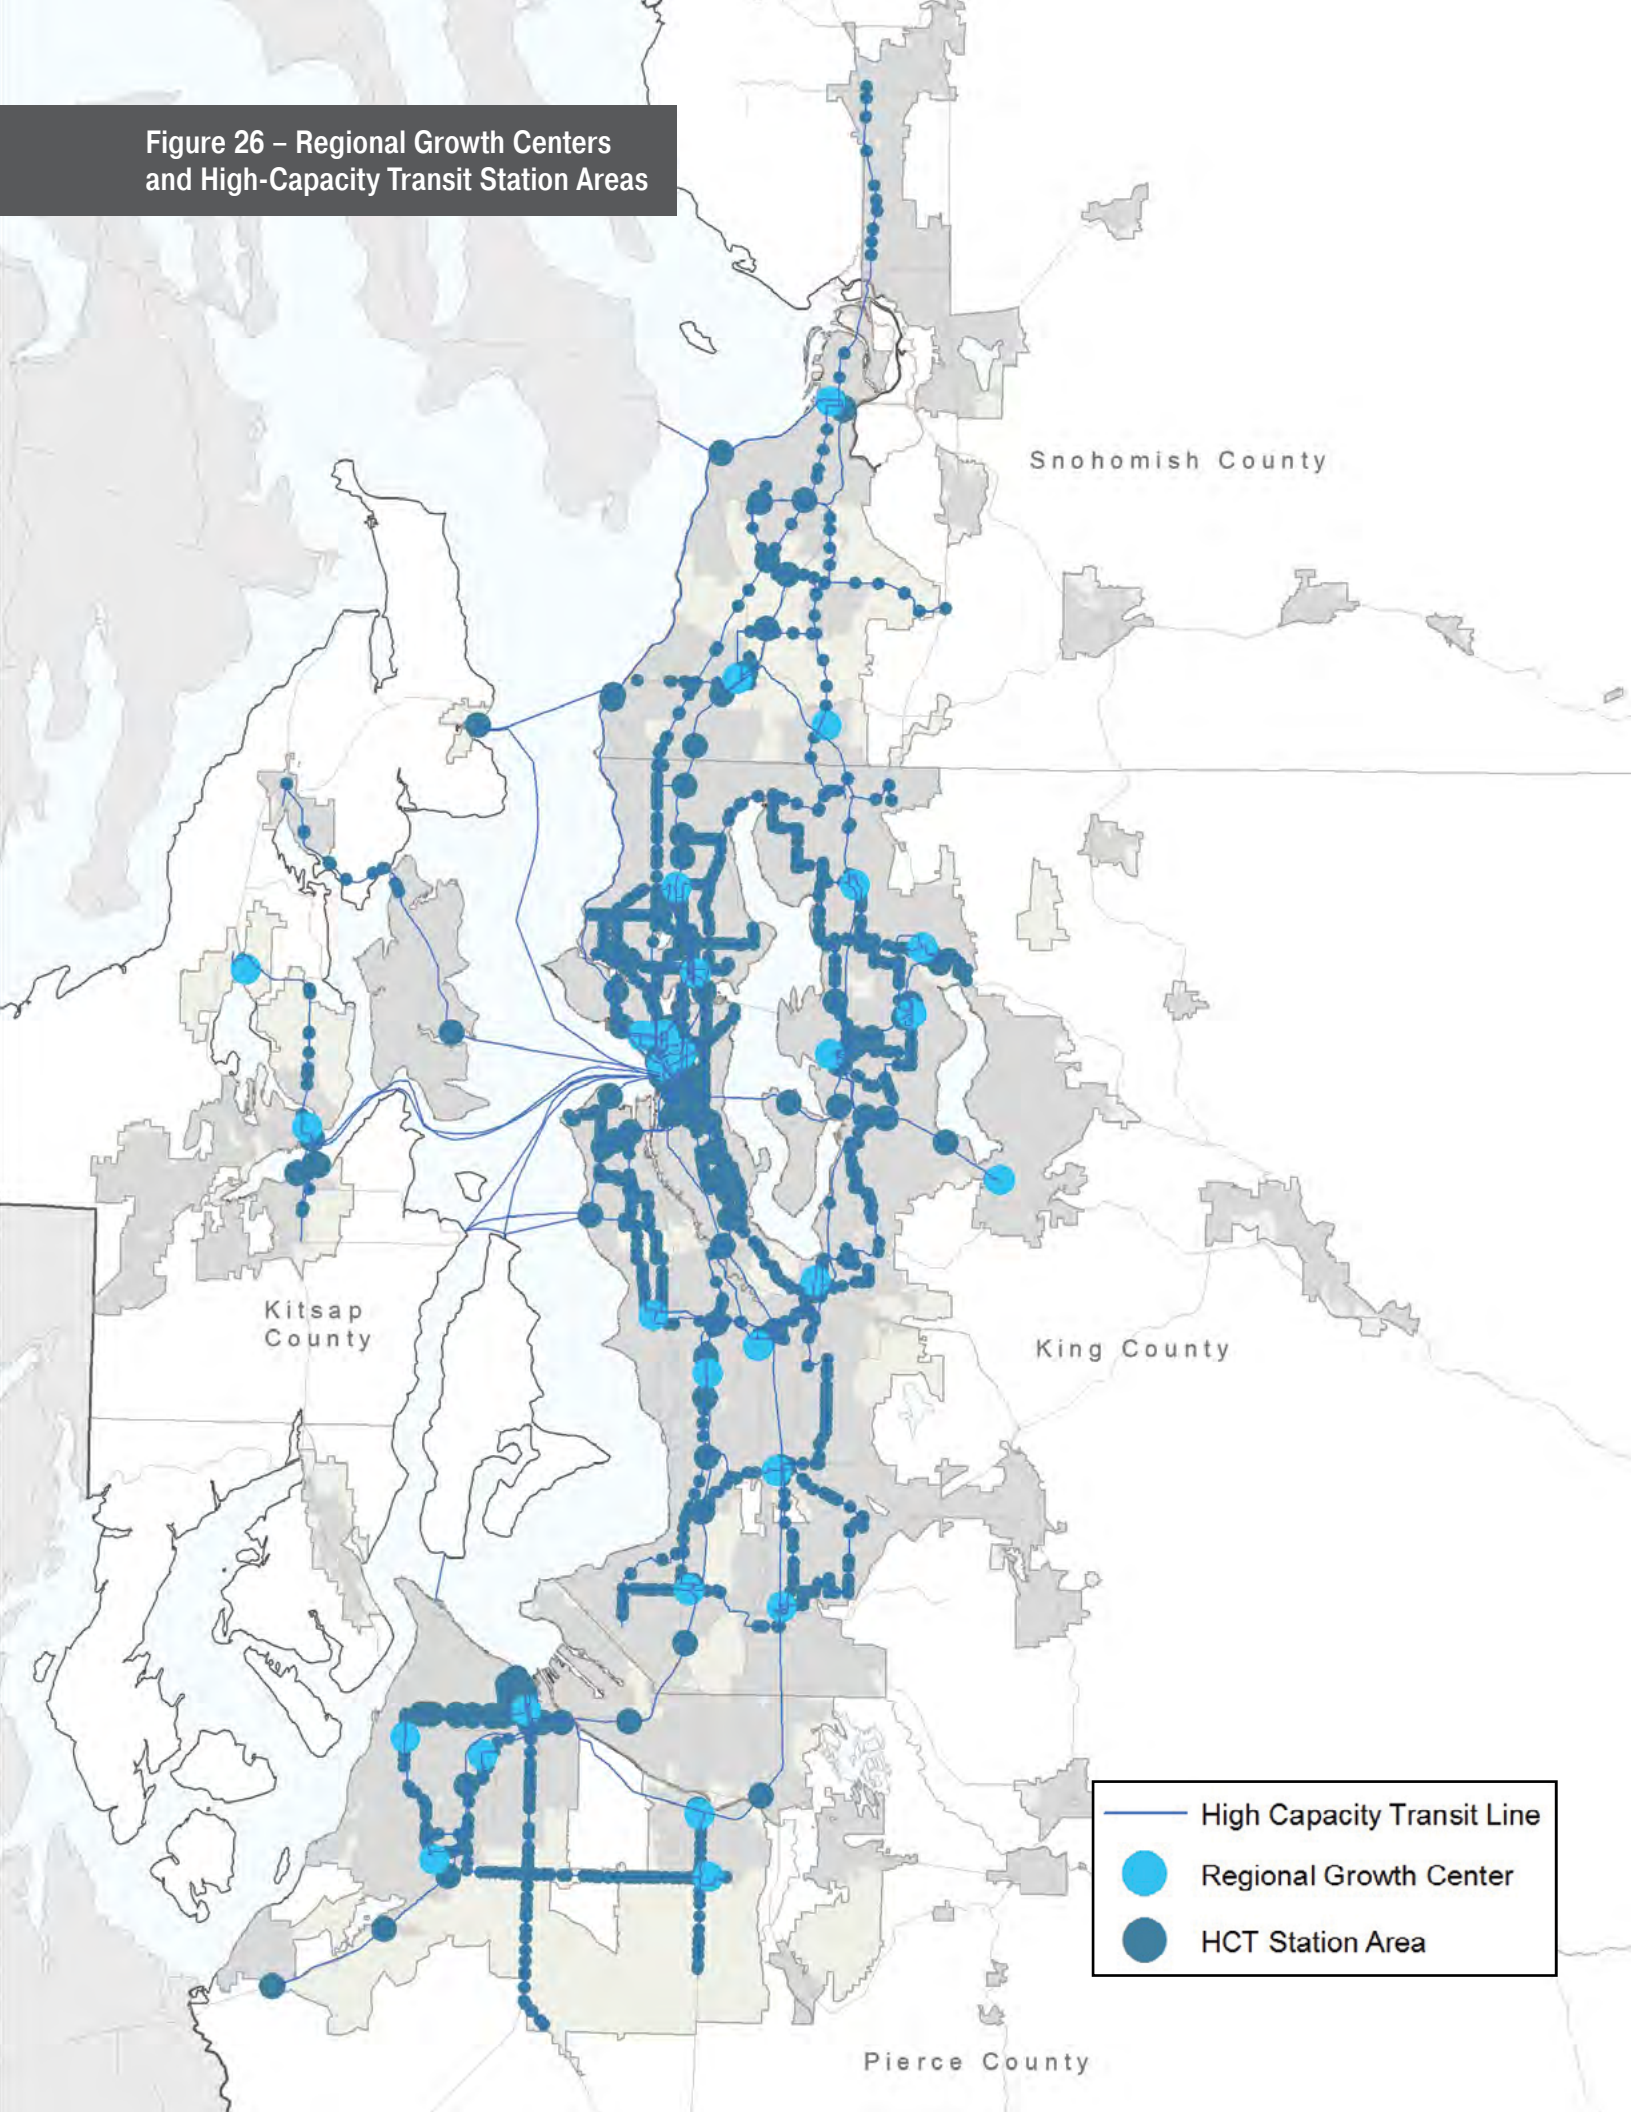 Figure 26 – Regional Growth Centers
and High-Capacity Transit Station Areas
Snohomish County
Kitsap
County
King County
High Capacity Transit Line
Regional Growth Center
HCT Station Area
Pierce County